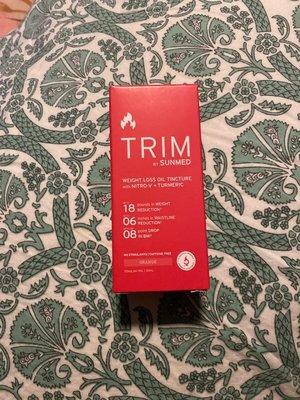 TRIM
BY SUNMED
WEIGHT LOSS OIL TINCTURE
with NITRO-V + TURMERIC
18 pounds in WEIGHT
REDUCTION
06 inches in WAISTLINE
REDUCTION
08 point DROP
IN BMI
NO STIMULANTS | CAFFEINE FREE
ORANGE